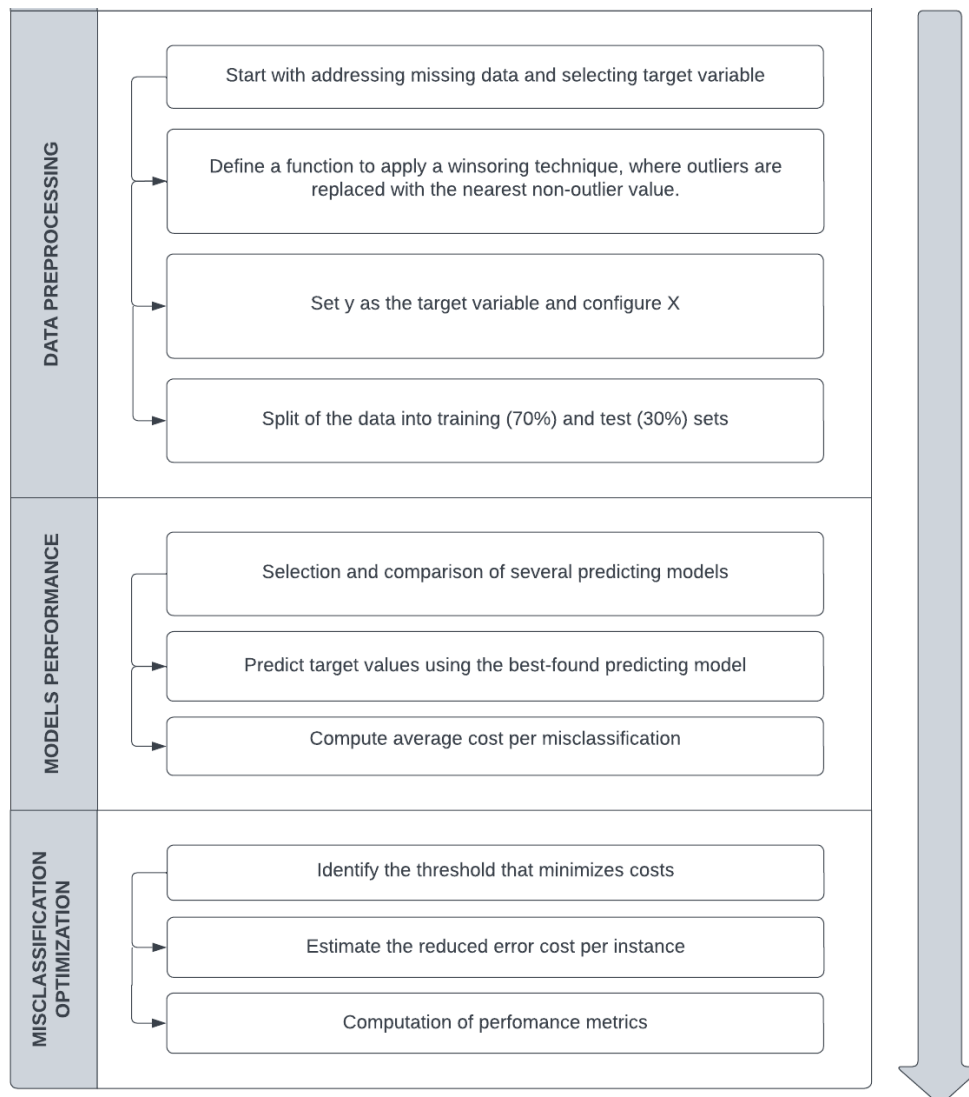 DATA PREPROCESSING
Start with addressing missing data and selecting target variable
Define a function to apply a winsoring technique, where outliers are
replaced with the nearest non-outlier value.
Set y as the target variable and configure X
Split of the data into training (70%) and test (30%) sets
MODELS PERFORMANCE
Selection and comparison of several predicting models
Predict target values using the best-found predicting model
Compute average cost per misclassification
MISCLASSIFICATION
OPTIMIZATION
Identify the threshold that minimizes costs
Estimate the reduced error cost per instance
Computation of perfomance metrics